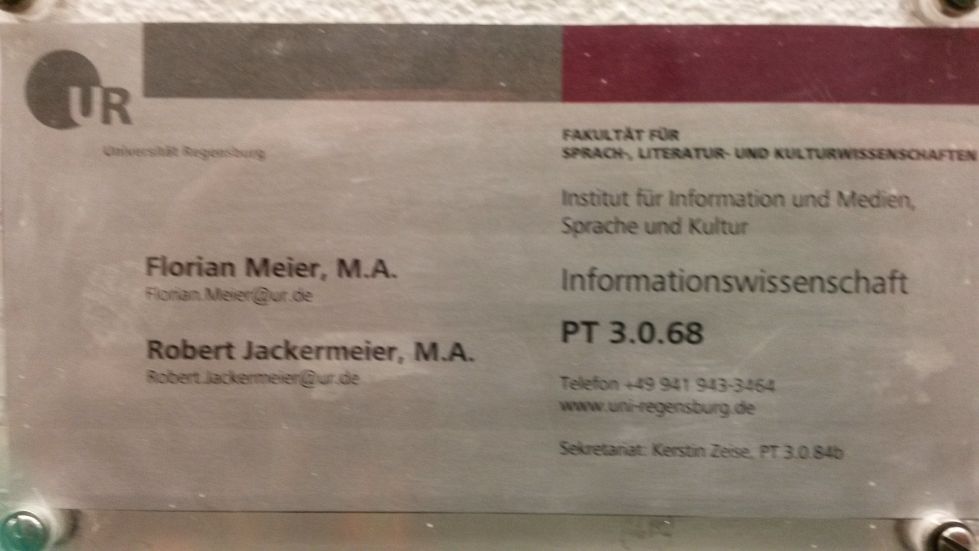 UR
Universität Regensburg
FAKULTÄT FÜR
SPRACH-, LITERATUR- UND KULTURWISSENSCHAFTEN
Institut für Information und Medien,
Sprache und Kultur
Florian Meier, M.A.
Florian.Meier@ur.de
Robert Jackermeier, M.A.
Robert.Jackermeier@ur.de
Informationswissenschaft
PT 3.0.68
Telefon +49 941 943-3464
www.uni-regensburg.de
Sekretariat: Kerstin Zeise, PT 3.0.84b